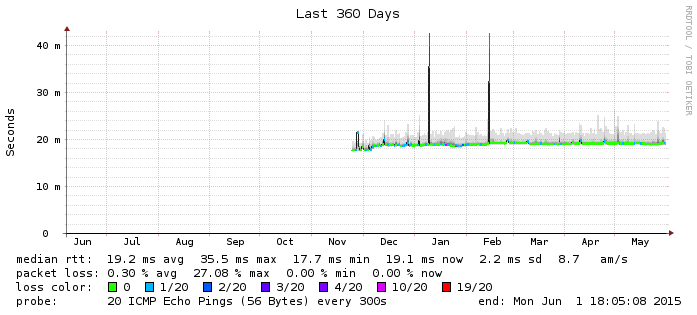 Last 360 Days
RRDTOOL / TOBI OETIKER
Seconds
40 m
30 m
20 m
10 m
0
Jun Jul Aug Sep Oct Nov Dec Jan Feb Mar Apr May
median rtt: 19.2 ms avg 35.5 ms max 17.7 ms min 19.1 ms now 2.2 ms sd 8.7 am/s
packet loss: 0.30 % avg 27.08 % max 0.00 % min 0.00 % now
loss color: 0 1/20 2/20 3/20 4/20 10/20 19/20
probe: 20 ICMP Echo Pings (56 Bytes) every 300s end: Mon Jun 1 18:05:08 2015